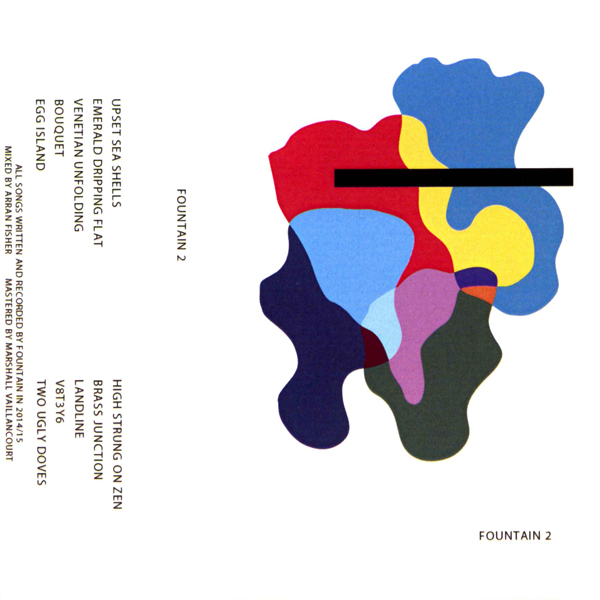 UPSET SEA SHELLS
EMERALD DRIPPING FLAT
VENETIAN UNFOLDING
BOUQUET
EGG ISLAND
HIGH STRUNG ON ZEN
BRASS JUNCTION
LANDLINE
V8T3Y6
TWO UGLY DOVES
ALL SONGS WRITTEN AND RECORDED BY FOUNTAIN IN 2014/15
MIXED BY ARRAN FISHER MASTERED BY MARSHALL VAILLANCOURT
FOUNTAIN 2
FOUNTAIN 2